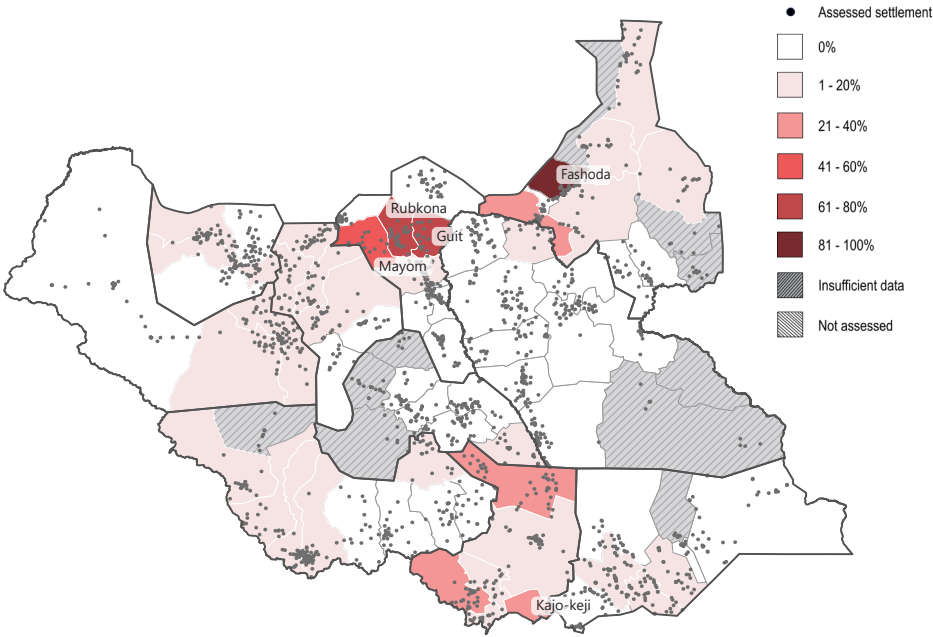 Assessed settlement
0%
1 - 20%
21 - 40%
41 - 60%
61 - 80%
81 - 100%
Insufficient data
Not assessed
Fashoda
Rubkona
Guit
Mayom
Kajo-keji